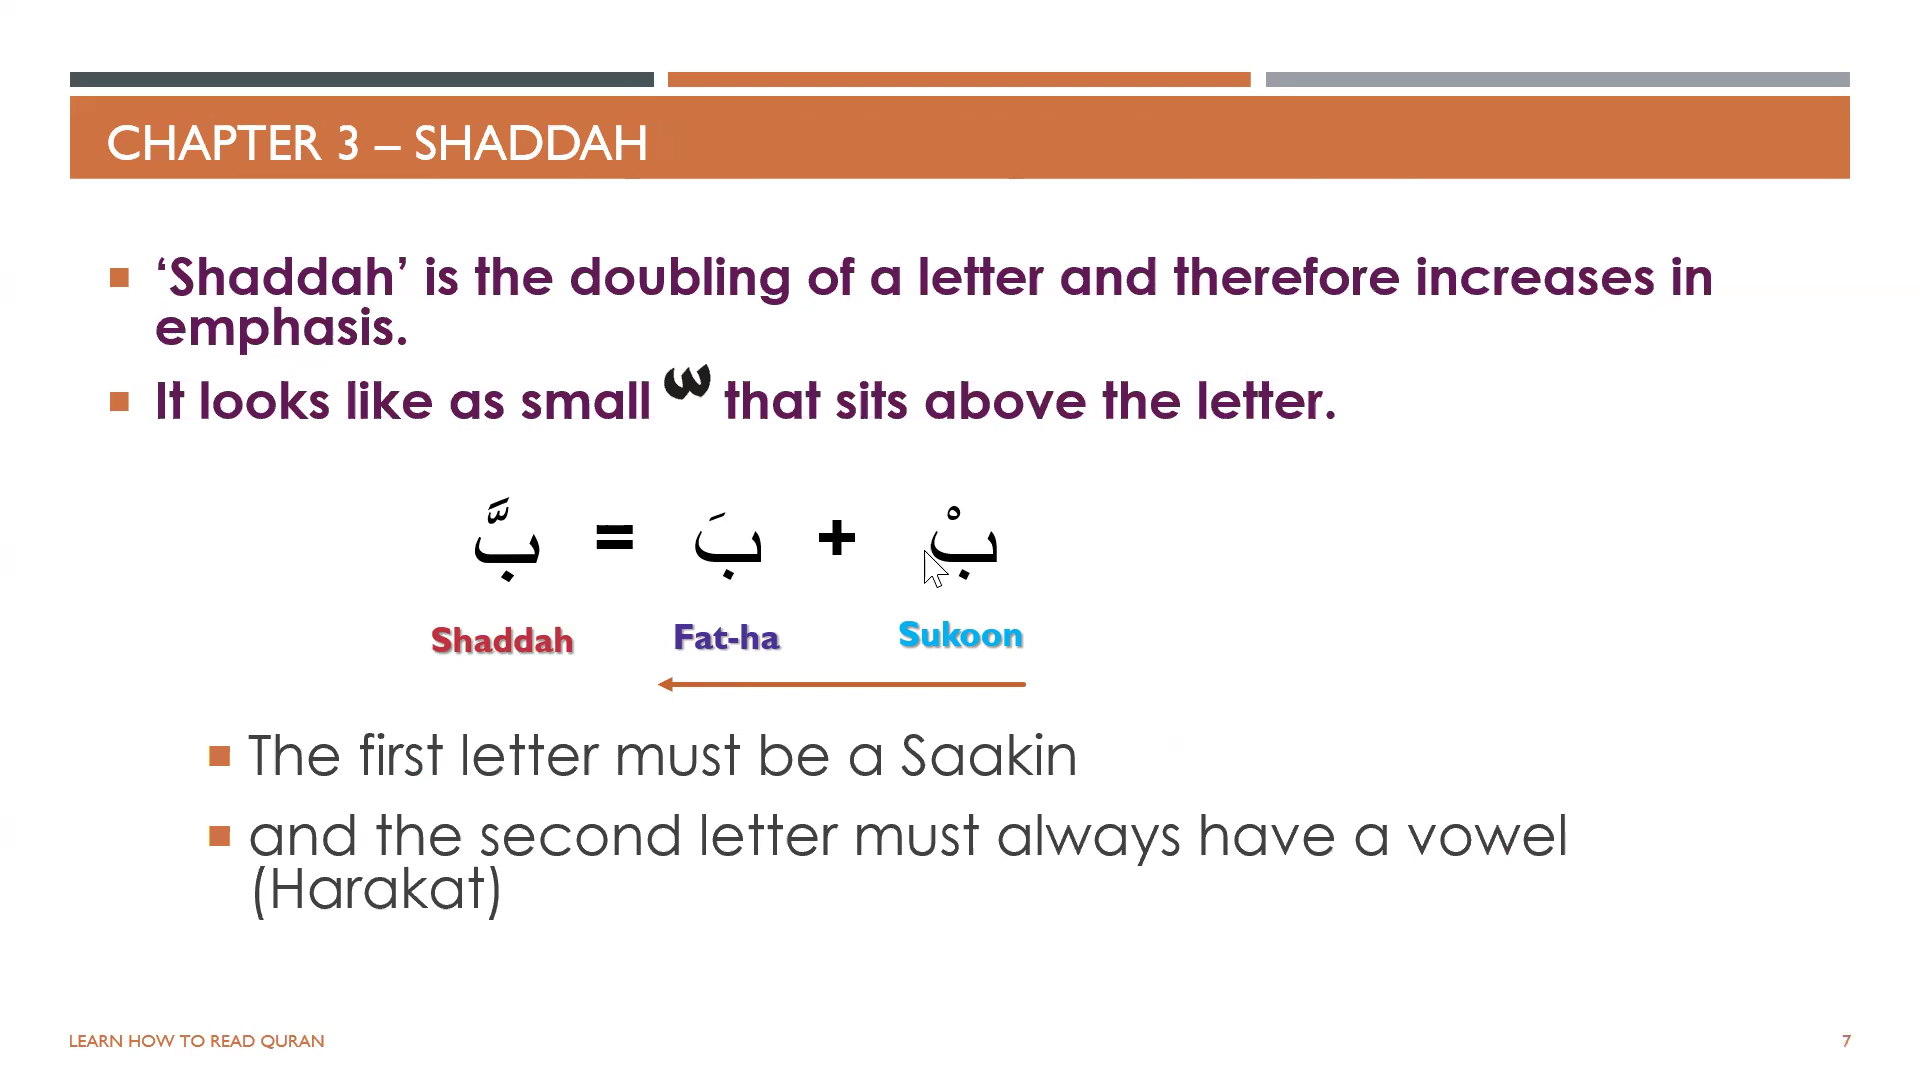 CHAPTER 3 – SHADDAH
‘Shaddah’ is the doubling of a letter and therefore increases in
emphasis.
It looks like as small ّ that sits above the letter.
بْ + بَ = بَّ
Shaddah Fat-ha Sukoon
The first letter must be a Saakin
and the second letter must always have a vowel
(Harakat)
LEARN HOW TO READ QURAN
7